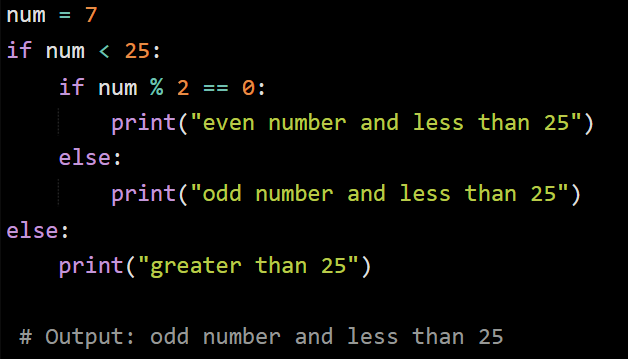 num = 7
if num < 25:
    if num % 2 == 0:
        print("even number and less than 25")
    else:
        print("odd number and less than 25")
else:
    print("greater than 25")
# Output: odd number and less than 25